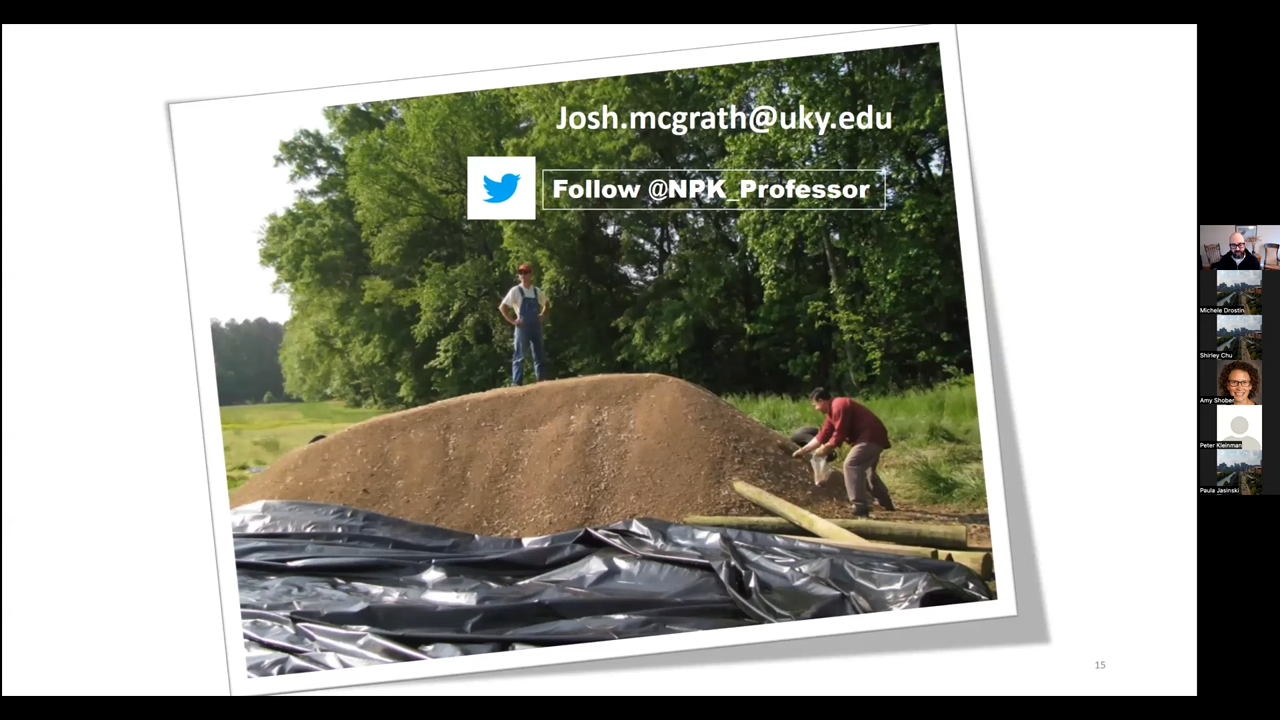 Josh.mcgrath@uky.edu
Follow @NPK_Professor
15
Michele Drostin
Shirley Chu
Amy Shober
Peter Kleinman
Paula Jasinski